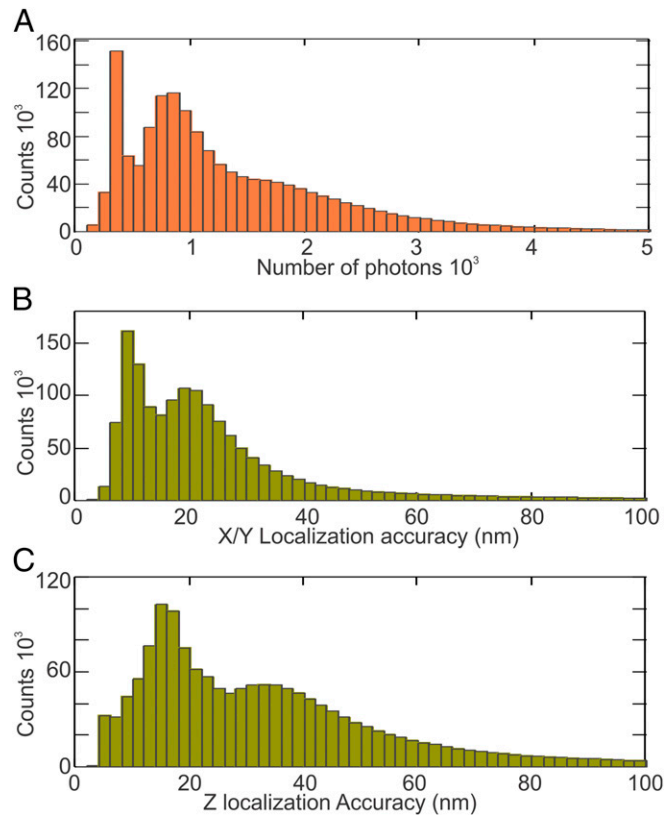 A
160
120
80
40
0
Counts 10³
0 1 2 3 4 5
Number of photons 10³
B
150
100
50
0
Counts 10³
0 20 40 60 80 100
X/Y Localization accuracy (nm)
C
120
60
0
Counts 10³
0 20 40 60 80 100
Z localization Accuracy (nm)